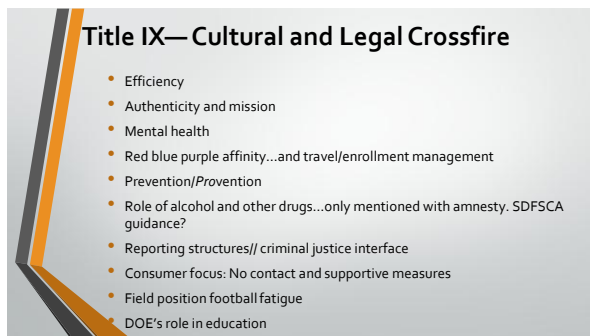 Title IX—Cultural and Legal Crossfire
• Efficiency
• Authenticity and mission
• Mental health
• Red blue purple affinity…and travel/enrollment management
• Prevention/Provention
• Role of alcohol and other drugs…only mentioned with amnesty. SDFSCA
guidance?
• Reporting structures// criminal justice interface
• Consumer focus: No contact and supportive measures
• Field position football fatigue
• DOE’s role in education